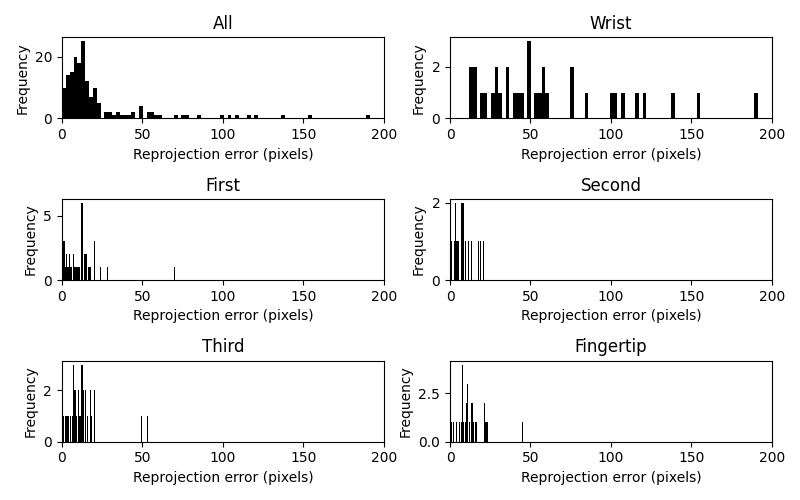 All
Wrist
Frequency
20
0
0 50 100 150 200
Reprojection error (pixels)
Frequency
2
0
0 50 100 150 200
Reprojection error (pixels)
First
Second
Frequency
5
0
0 50 100 150 200
Reprojection error (pixels)
Frequency
2
0
0 50 100 150 200
Reprojection error (pixels)
Third
Fingertip
Frequency
2
0
0 50 100 150 200
Reprojection error (pixels)
Frequency
2.5
0.0
0 50 100 150 200
Reprojection error (pixels)